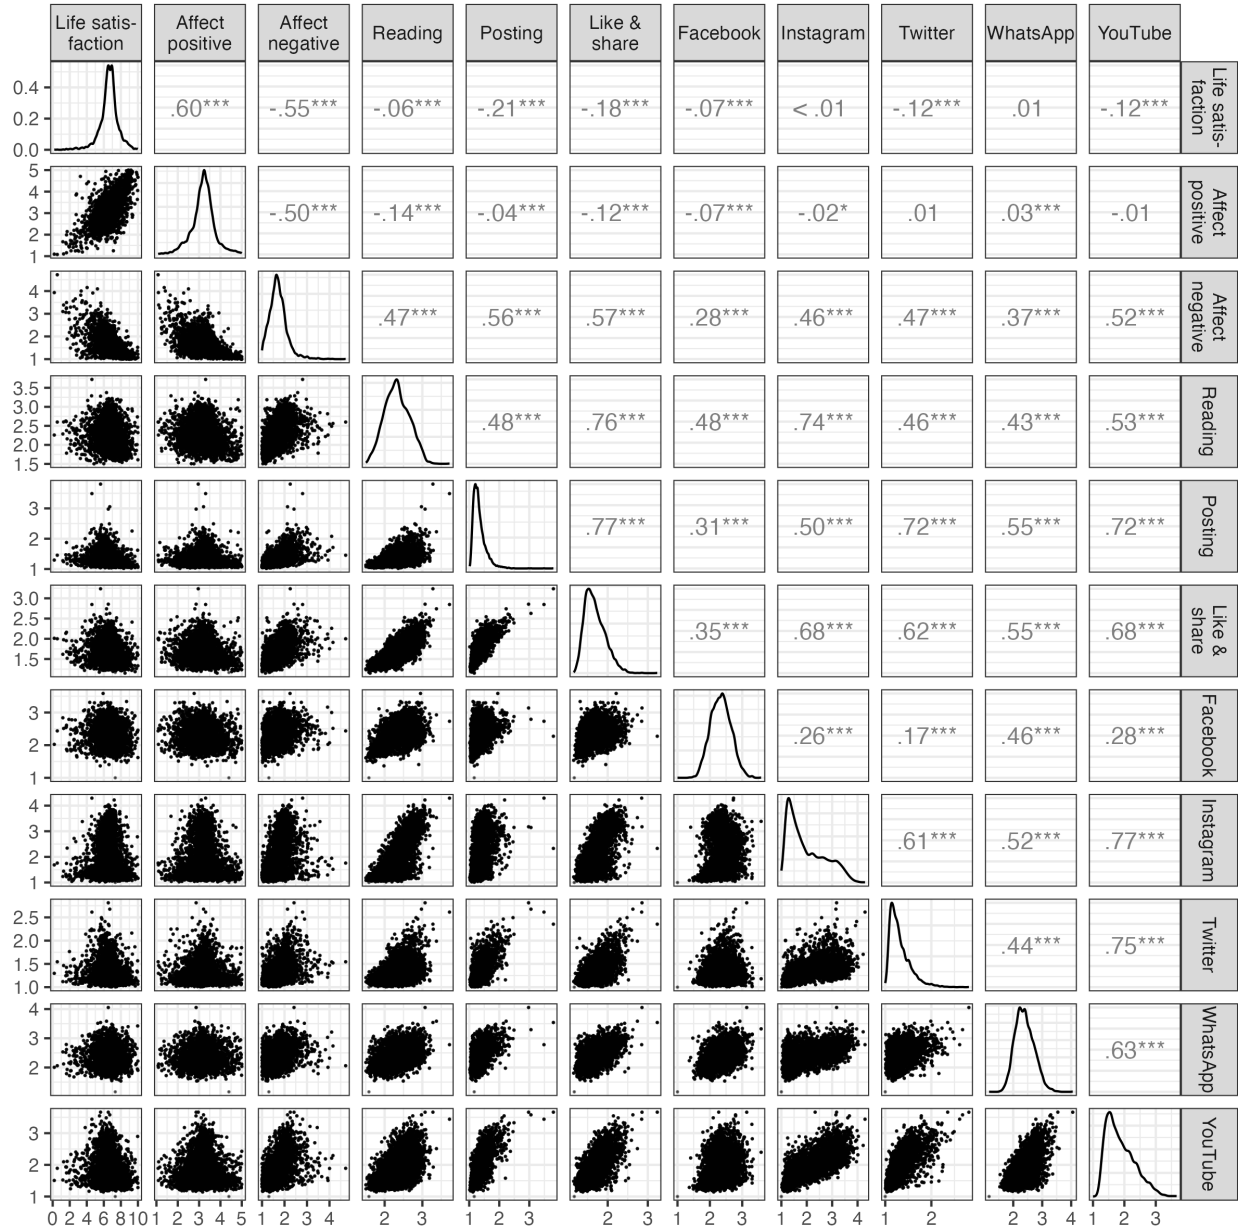 Life satis- Affect Affect Reading Posting Like & Facebook Instagram Twitter WhatsApp YouTube
faction positive negative share
0.4
0.2
0.0
.60*** -.55*** -.06*** -.21*** -.18*** -.07*** < .01 -.12*** .01 -.12***
Life satis-
faction
5
4
3
2
1
-.50*** -.14*** -.04*** -.12*** -.07*** -.02* .01 .03*** -.01
Affect
positive
4
3
2
1
.47*** .56*** .57*** .28*** .46*** .47*** .37*** .52***
Affect
negative
3.5
3.0
2.5
2.0
1.5
.48*** .76*** .48*** .74*** .46*** .43*** .53***
Reading
3
2
1
.77*** .31*** .50*** .72*** .55*** .72***
Posting
3.0
2.5
2.0
1.5
.35*** .68*** .62*** .55*** .68***
Like &
share
3
2
1
.26*** .17*** .46*** .28***
Facebook
4
3
2
1
.61*** .52*** .77***
Instagram
2.5
2.0
1.5
1.0
.44*** .75***
Twitter
4
3
2
.63***
WhatsApp
3
2
1
YouTube
0 2 4 6 8 10 1 2 3 4 5 1 2 3 4 2 3 1 2 3 2 3 1 2 3 1 2 3 4 1 2 2 3 4 1 2 3